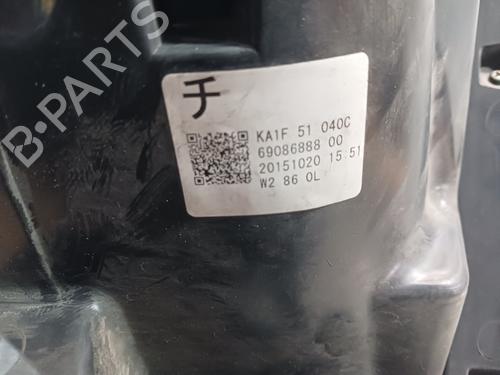 チ
KA1F 51 040C
69086888 00
20151020 15:51
W2 86 0L
B-PARTS